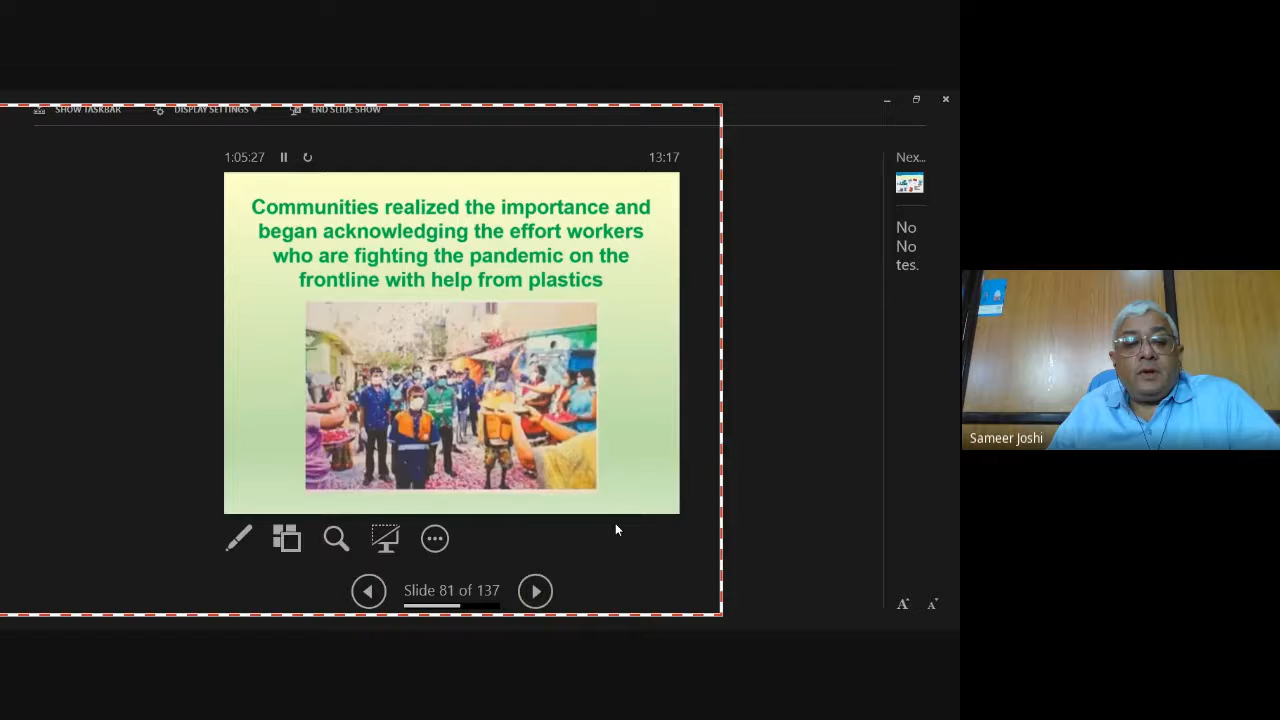 SHOW TASKBAR DISPLAY SETTINGS ▾ END SLIDE SHOW
1:05:27 13:17
Nex...
Communities realized the importance and
began acknowledging the effort workers
who are fighting the pandemic on the
frontline with help from plastics
No
No
tes.
Sameer Joshi
Slide 81 of 137
A A